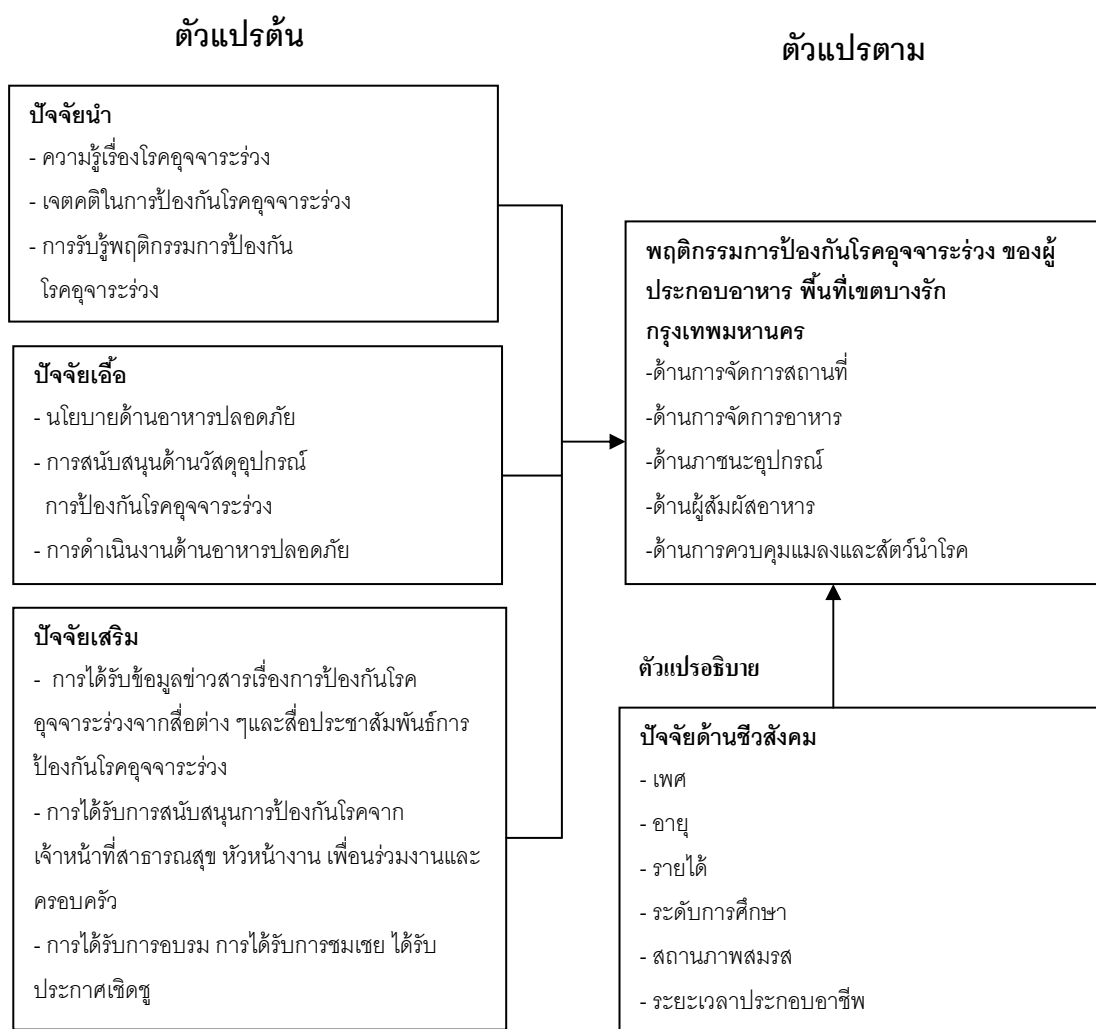 ตัวแปรต้น
ตัวแปรตาม
ปัจจัยนำ
- ความรู้เรื่องโรคอุจจาระร่วง
- เจตคติในการป้องกันโรคอุจจาระร่วง
- การรับรู้พฤติกรรมการป้องกัน
โรคอุจาระร่วง
ปัจจัยเอื้อ
- นโยบายด้านอาหารปลอดภัย
- การสนับสนุนด้านวัสดุอุปกรณ์
การป้องกันโรคอุจจาระร่วง
- การดำเนินงานด้านอาหารปลอดภัย
ปัจจัยเสริม
- การได้รับข้อมูลข่าวสารเรื่องการป้องกันโรค
อุจจาระร่วงจากสื่อต่าง ๆและสื่อประชาสัมพันธ์การ
ป้องกันโรคอุจจาระร่วง
- การได้รับการสนับสนุนการป้องกันโรคจาก
เจ้าหน้าที่สาธารณสุข หัวหน้างาน เพื่อนร่วมงานและ
ครอบครัว
- การได้รับการอบรม การได้รับการชมเชย ได้รับ
ประกาศเชิดชู
พฤติกรรมการป้องกันโรคอุจจาระร่วง ของผู้
ประกอบอาหาร พื้นที่เขตบางรัก
กรุงเทพมหานคร
-ด้านการจัดการสถานที่
-ด้านการจัดการอาหาร
-ด้านภาชนะอุปกรณ์
-ด้านผู้สัมผัสอาหาร
-ด้านการควบคุมแมลงและสัตว์นำโรค
ตัวแปรอธิบาย
ปัจจัยด้านชีวสังคม
- เพศ
- อายุ
- รายได้
- ระดับการศึกษา
- สถานภาพสมรส
- ระยะเวลาประกอบอาชีพ